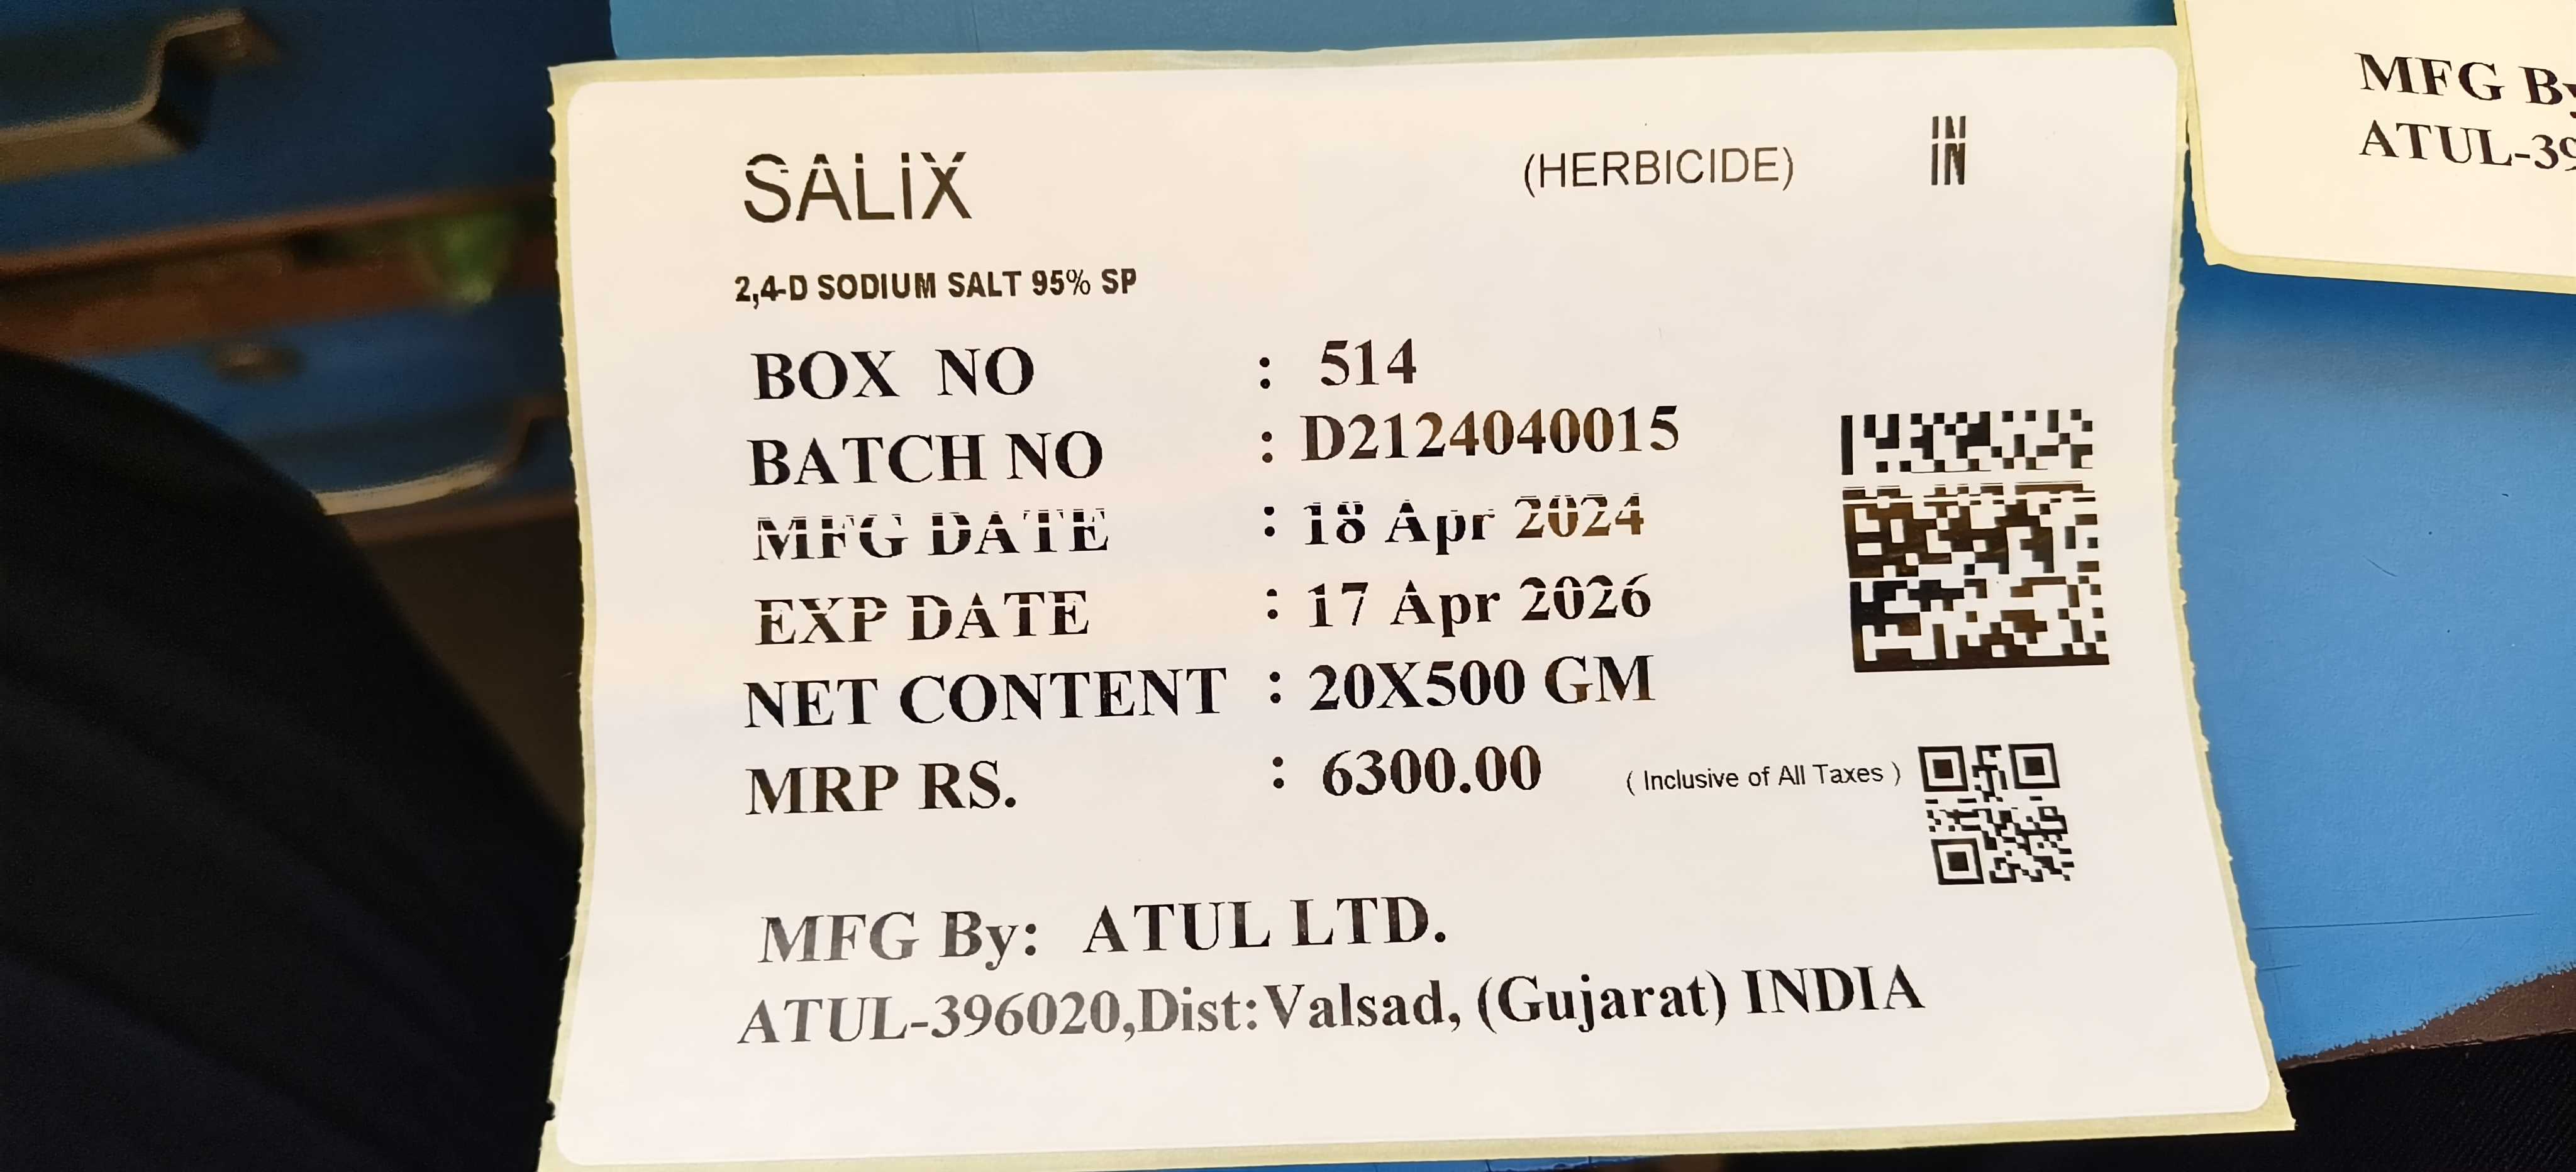 SALiX (HERBICIDE) IN
IN
2,4-D SODIUM SALT 95% SP
BOX NO : 514
BATCH NO : D2124040015
MFG DATE : 18 Apr 2024
EXP DATE : 17 Apr 2026
NET CONTENT : 20X500 GM
MRP RS. : 6300.00 ( Inclusive of All Taxes )
MFG By: ATUL LTD.
ATUL-396020,Dist:Valsad, (Gujarat) INDIA
MFG By
ATUL-39